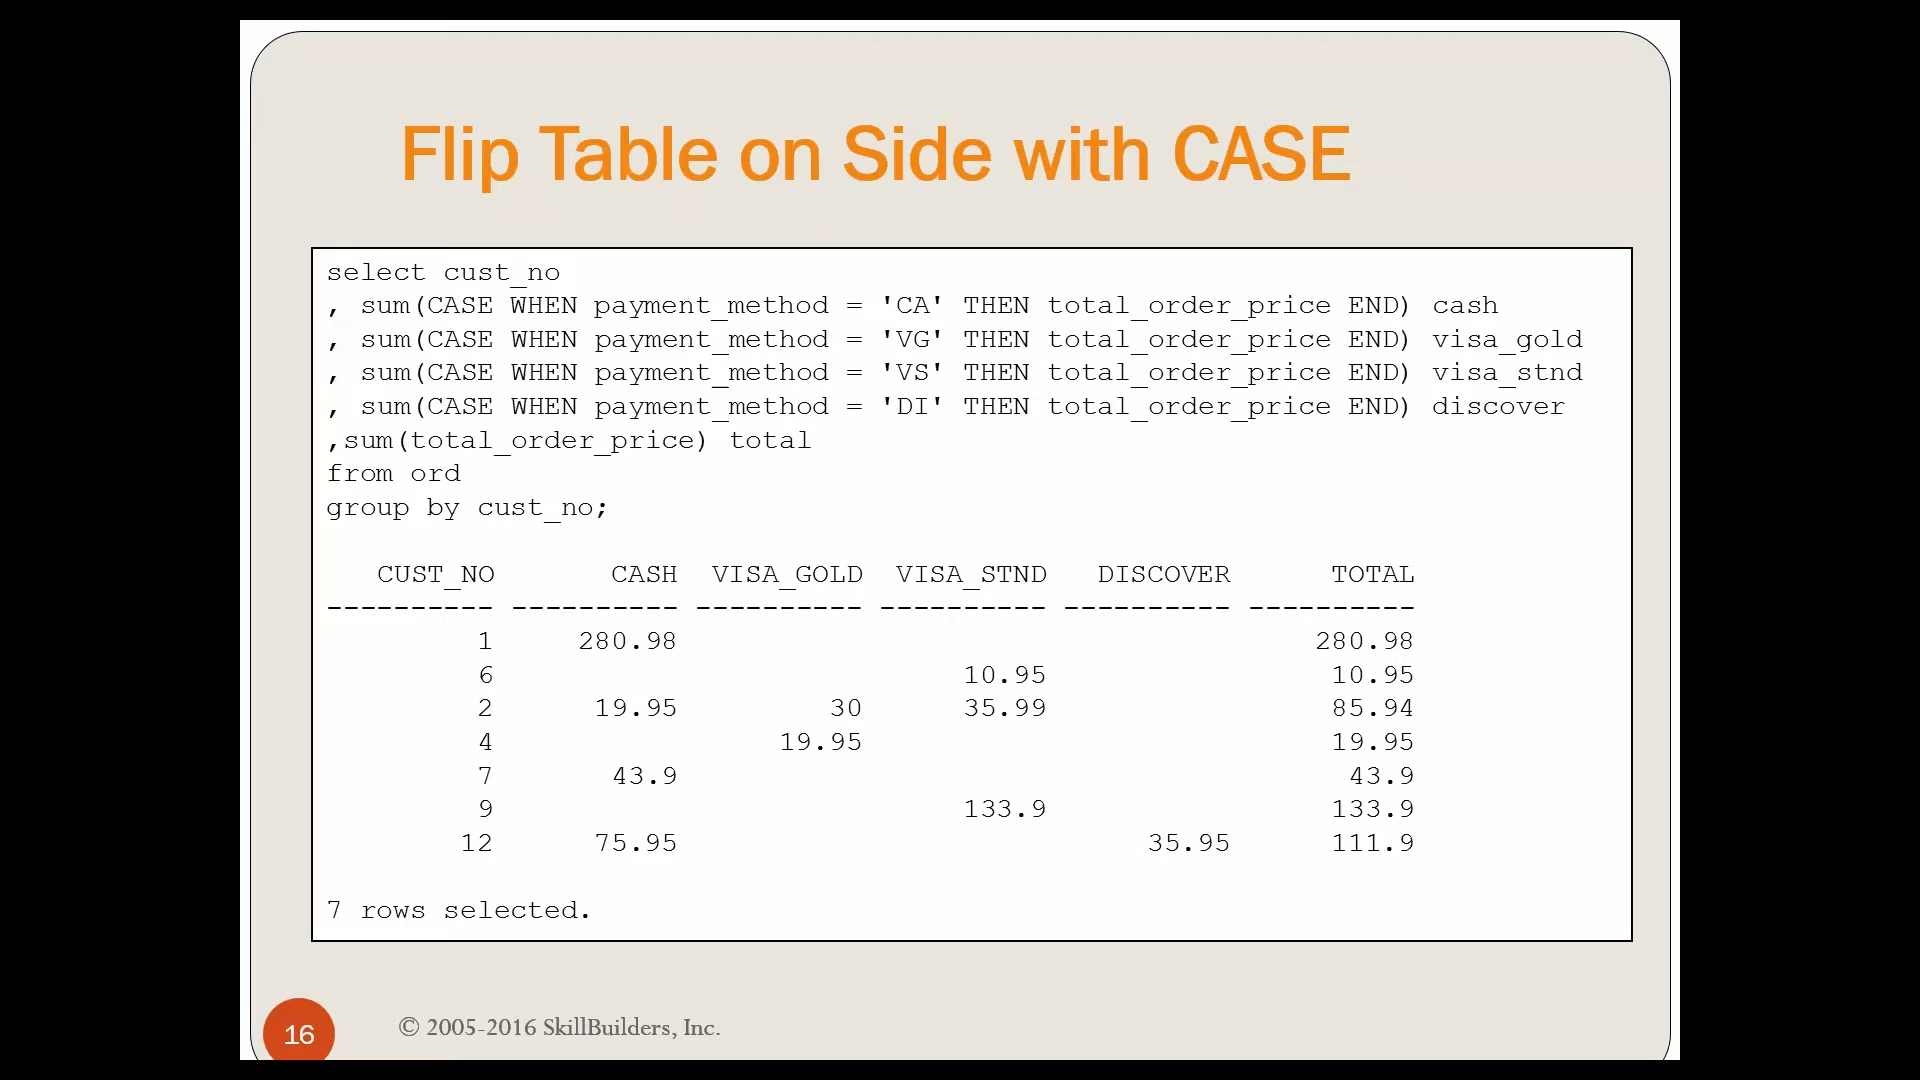 Flip Table on Side with CASE
select cust_no
, sum(CASE WHEN payment_method = 'CA' THEN total_order_price END) cash
, sum(CASE WHEN payment_method = 'VG' THEN total_order_price END) visa_gold
, sum(CASE WHEN payment_method = 'VS' THEN total_order_price END) visa_stnd
, sum(CASE WHEN payment_method = 'DI' THEN total_order_price END) discover
,sum(total_order_price) total
from ord
group by cust_no;
CUST_NO CASH VISA_GOLD VISA_STND DISCOVER TOTAL
---------- ---------- ---------- ---------- ---------- ----------
1 280.98 280.98
6 10.95 10.95
2 19.95 30 35.99 85.94
4 19.95 19.95
7 43.9 43.9
9 133.9 133.9
12 75.95 35.95 111.9
7 rows selected.
16
© 2005-2016 SkillBuilders, Inc.